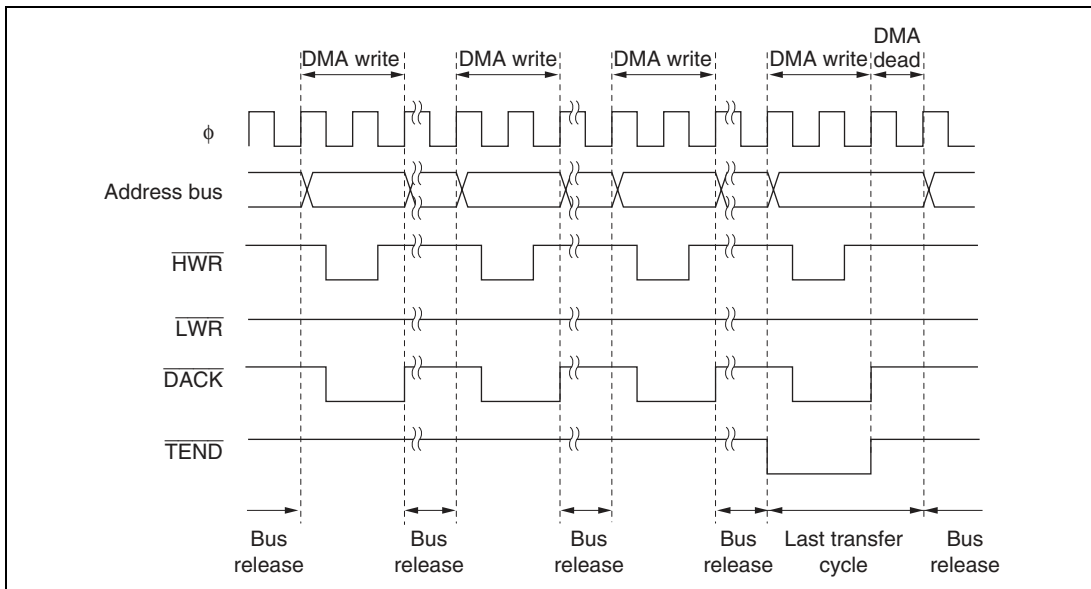 DMA
dead
DMA write DMA write DMA write DMA write
ϕ
Address bus
HWR
LWR
DACK
TEND
Bus release Bus release Bus release Bus release Last transfer cycle Bus release